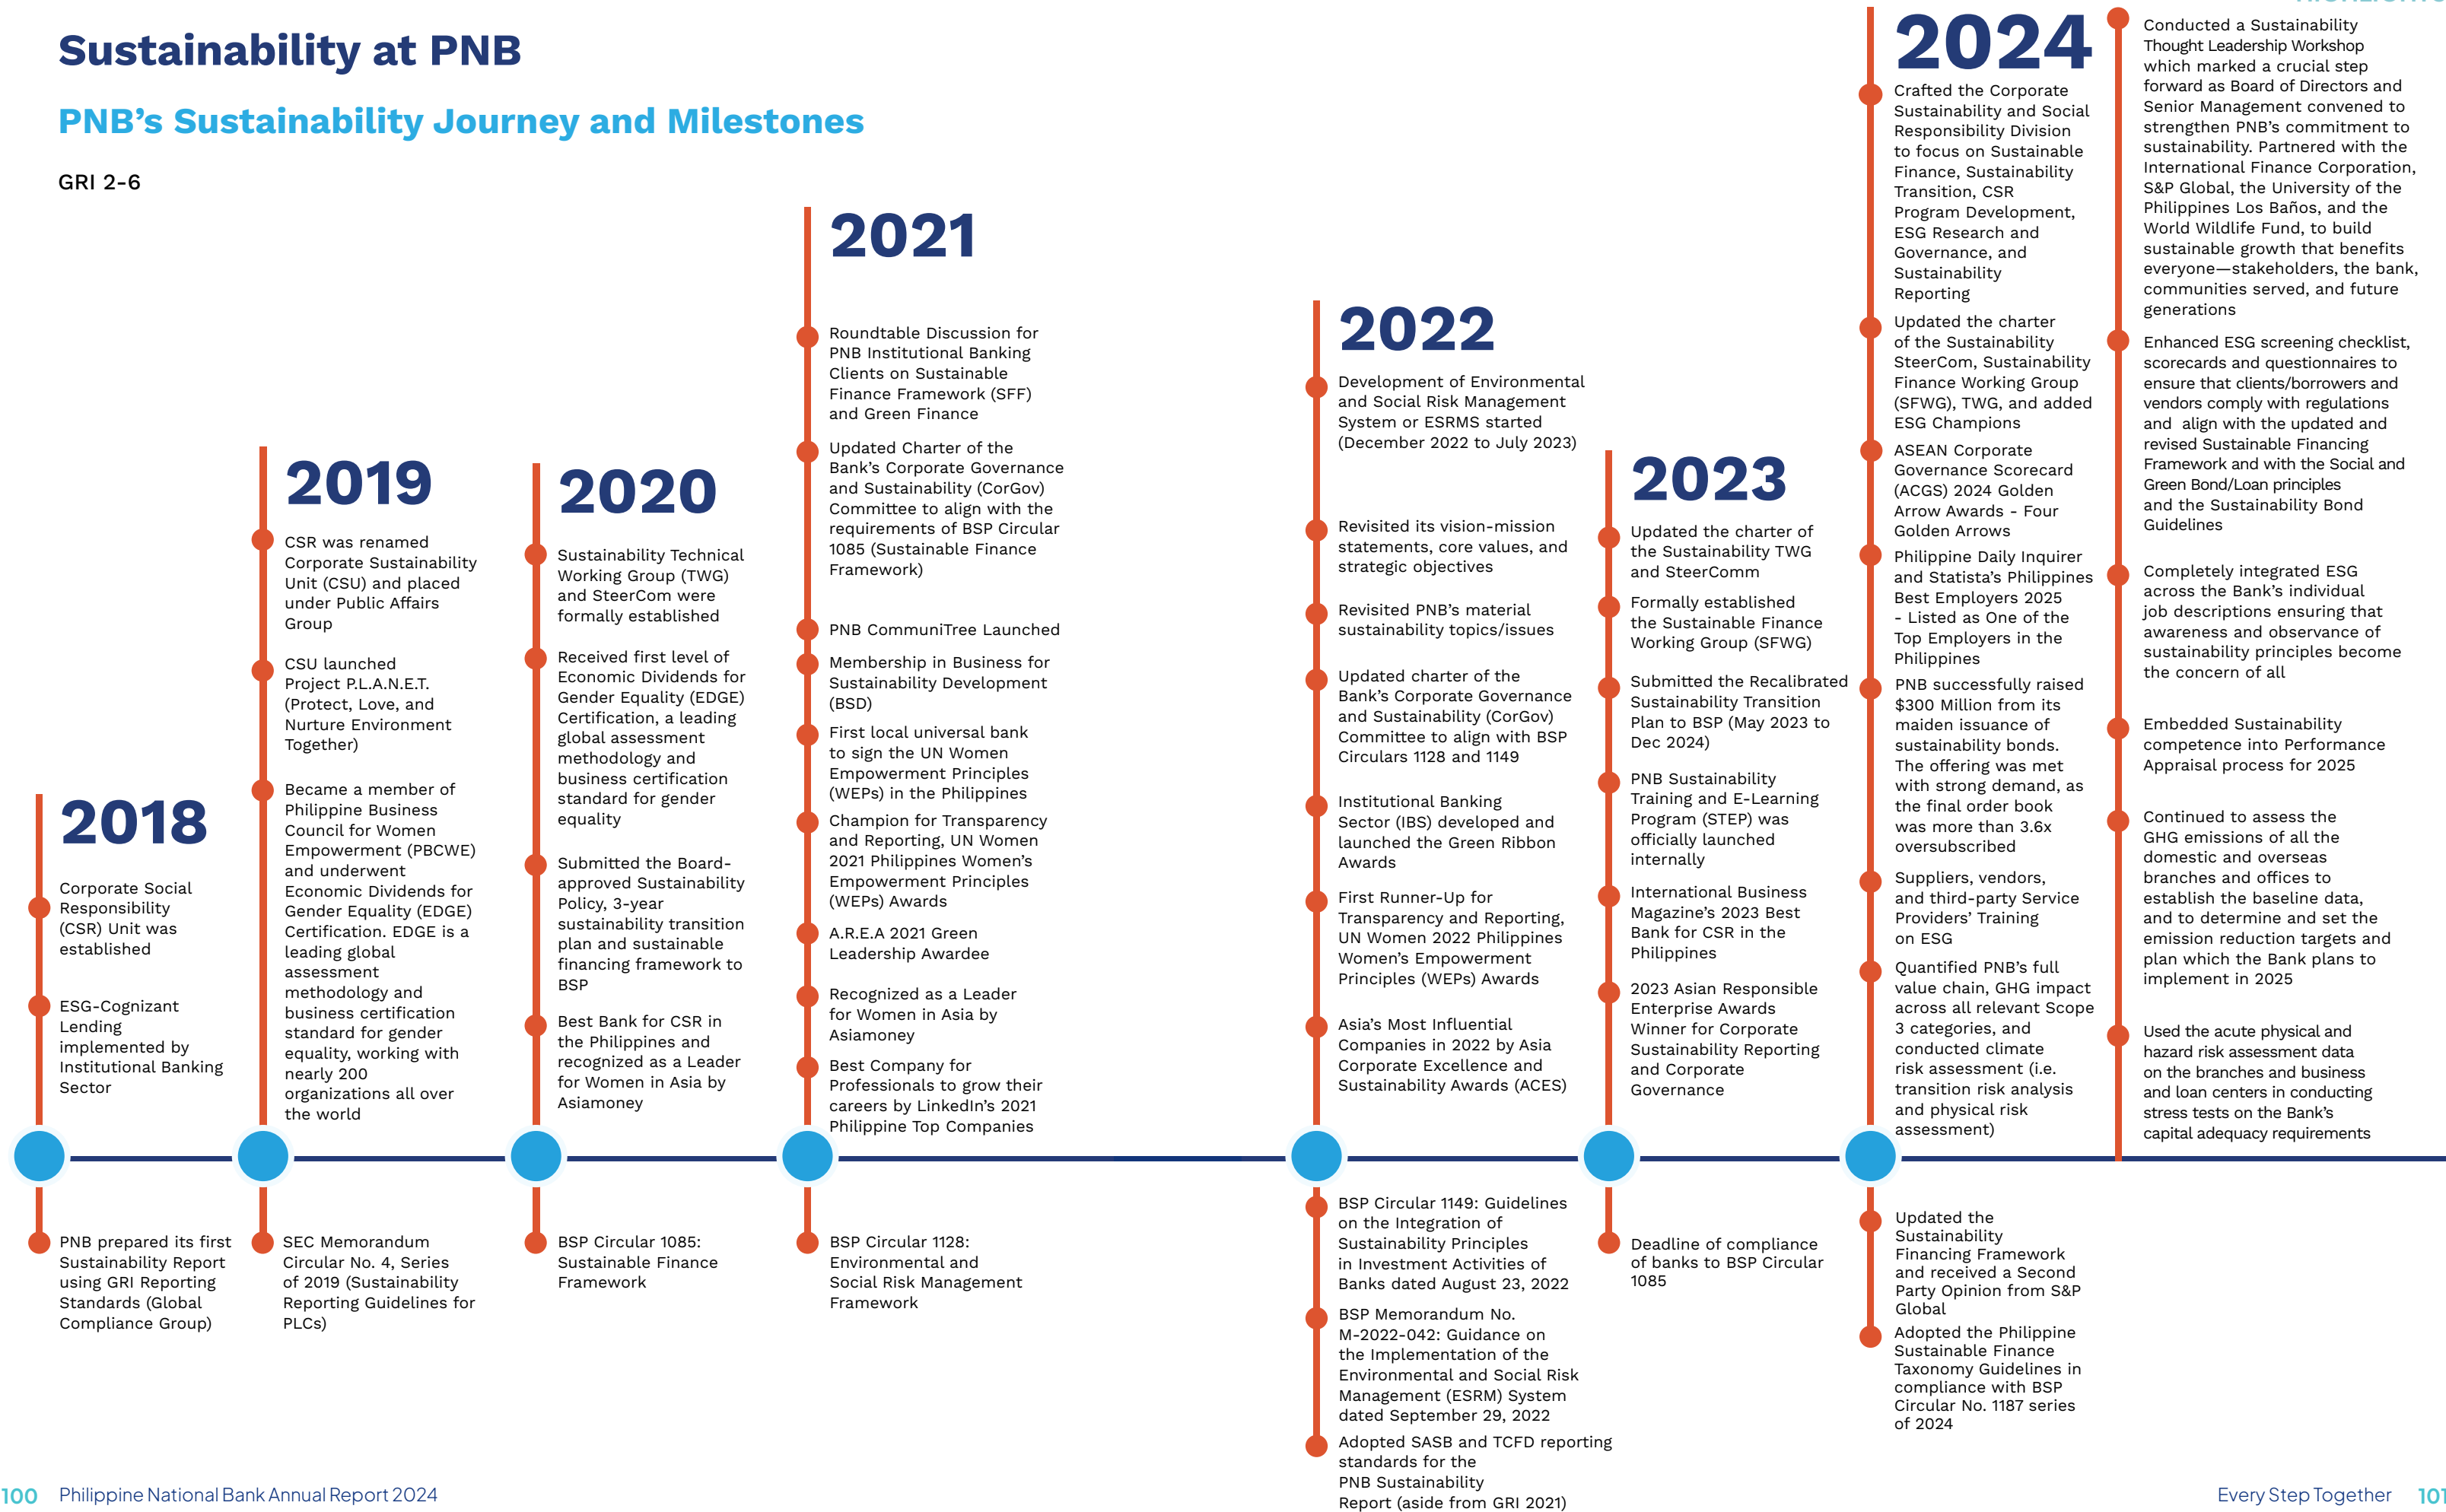 Sustainability at PNB
PNB’s Sustainability Journey and Milestones
GRI 2-6
2018
Corporate Social
Responsibility
(CSR) Unit was
established
ESG-Cognizant
Lending
implemented by
Institutional Banking
Sector
PNB prepared its first
Sustainability Report
using GRI Reporting
Standards (Global
Compliance Group)
2019
CSR was renamed
Corporate Sustainability
Unit (CSU) and placed
under Public Affairs
Group
CSU launched
Project P.L.A.N.E.T.
(Protect, Love, and
Nurture Environment
Together)
Became a member of
Philippine Business
Council for Women
Empowerment (PBCWE)
and underwent
Economic Dividends for
Gender Equality (EDGE)
Certification. EDGE is a
leading global
assessment
methodology and
business certification
standard for gender
equality, working with
nearly 200
organizations all over
the world
SEC Memorandum
Circular No. 4, Series
of 2019 (Sustainability
Reporting Guidelines for
PLCs)
2020
Sustainability Technical
Working Group (TWG)
and SteerCom were
formally established
Received first level of
Economic Dividends for
Gender Equality (EDGE)
Certification, a leading
global assessment
methodology and
business certification
standard for gender
equality
Submitted the Board-
approved Sustainability
Policy, 3-year
sustainability transition
plan and sustainable
financing framework to
BSP
Best Bank for CSR in
the Philippines and
recognized as a Leader
for Women in Asia by
Asiamoney
BSP Circular 1085:
Sustainable Finance
Framework
2021
Roundtable Discussion for
PNB Institutional Banking
Clients on Sustainable
Finance Framework (SFF)
and Green Finance
Updated Charter of the
Bank’s Corporate Governance
and Sustainability (CorGov)
Committee to align with the
requirements of BSP Circular
1085 (Sustainable Finance
Framework)
PNB CommuniTree Launched
Membership in Business for
Sustainability Development
(BSD)
First local universal bank
to sign the UN Women
Empowerment Principles
(WEPs) in the Philippines
Champion for Transparency
and Reporting, UN Women
2021 Philippines Women’s
Empowerment Principles
(WEPs) Awards
A.R.E.A 2021 Green
Leadership Awardee
Recognized as a Leader
for Women in Asia by
Asiamoney
Best Company for
Professionals to grow their
careers by LinkedIn’s 2021
Philippine Top Companies
BSP Circular 1128:
Environmental and
Social Risk Management
Framework
2022
Development of Environmental
and Social Risk Management
System or ESRMS started
(December 2022 to July 2023)
Revisited its vision-mission
statements, core values, and
strategic objectives
Revisited PNB’s material
sustainability topics/issues
Updated charter of the
Bank’s Corporate Governance
and Sustainability (CorGov)
Committee to align with BSP
Circulars 1128 and 1149
Institutional Banking
Sector (IBS) developed and
launched the Green Ribbon
Awards
First Runner-Up for
Transparency and Reporting,
UN Women 2022 Philippines
Women’s Empowerment
Principles (WEPs) Awards
Asia’s Most Influential
Companies in 2022 by Asia
Corporate Excellence and
Sustainability Awards (ACES)
BSP Circular 1149: Guidelines
on the Integration of
Sustainability Principles
in Investment Activities of
Banks dated August 23, 2022
BSP Memorandum No.
M-2022-042: Guidance on
the Implementation of the
Environmental and Social Risk
Management (ESRM) System
dated September 29, 2022
Adopted SASB and TCFD reporting
standards for the
PNB Sustainability
Report (aside from GRI 2021)
2023
Updated the charter of
the Sustainability TWG
and SteerComm
Formally established
the Sustainable Finance
Working Group (SFWG)
Submitted the Recalibrated
Sustainability Transition
Plan to BSP (May 2023 to
Dec 2024)
PNB Sustainability
Training and E-Learning
Program (STEP) was
officially launched
internally
International Business
Magazine’s 2023 Best
Bank for CSR in the
Philippines
2023 Asian Responsible
Enterprise Awards
Winner for Corporate
Sustainability Reporting
and Corporate
Governance
Deadline of compliance
of banks to BSP Circular
1085
2024
Crafted the Corporate
Sustainability and Social
Responsibility Division
to focus on Sustainable
Finance, Sustainability
Transition, CSR
Program Development,
ESG Research and
Governance, and
Sustainability
Reporting
Updated the charter
of the Sustainability
SteerCom, Sustainability
Finance Working Group
(SFWG), TWG, and added
ESG Champions
ASEAN Corporate
Governance Scorecard
(ACGS) 2024 Golden
Arrow Awards - Four
Golden Arrows
Philippine Daily Inquirer
and Statista’s Philippines
Best Employers 2025
- Listed as One of the
Top Employers in the
Philippines
PNB successfully raised
$300 Million from its
maiden issuance of
sustainability bonds.
The offering was met
with strong demand, as
the final order book
was more than 3.6x
oversubscribed
Suppliers, vendors,
and third-party Service
Providers’ Training
on ESG
Quantified PNB’s full
value chain, GHG impact
across all relevant Scope
3 categories, and
conducted climate
risk assessment (i.e.
transition risk analysis
and physical risk
assessment)
Updated the
Sustainability
Financing Framework
and received a Second
Party Opinion from S&P
Global
Adopted the Philippine
Sustainable Finance
Taxonomy Guidelines in
compliance with BSP
Circular No. 1187 series
of 2024
Conducted a Sustainability
Thought Leadership Workshop
which marked a crucial step
forward as Board of Directors and
Senior Management convened to
strengthen PNB’s commitment to
sustainability. Partnered with the
International Finance Corporation,
S&P Global, the University of the
Philippines Los Baños, and the
World Wildlife Fund, to build
sustainable growth that benefits
everyone—stakeholders, the bank,
communities served, and future
generations
Enhanced ESG screening checklist,
scorecards and questionnaires to
ensure that clients/borrowers and
vendors comply with regulations
and align with the updated and
revised Sustainable Financing
Framework and with the Social and
Green Bond/Loan principles
and the Sustainability Bond
Guidelines
Completely integrated ESG
across the Bank’s individual
job descriptions ensuring that
awareness and observance of
sustainability principles become
the concern of all
Embedded Sustainability
competence into Performance
Appraisal process for 2025
Continued to assess the
GHG emissions of all the
domestic and overseas
branches and offices to
establish the baseline data,
and to determine and set the
emission reduction targets and
plan which the Bank plans to
implement in 2025
Used the acute physical and
hazard risk assessment data
on the branches and business
and loan centers in conducting
stress tests on the Bank’s
capital adequacy requirements
100 Philippine National Bank Annual Report 2024
Every Step Together 101